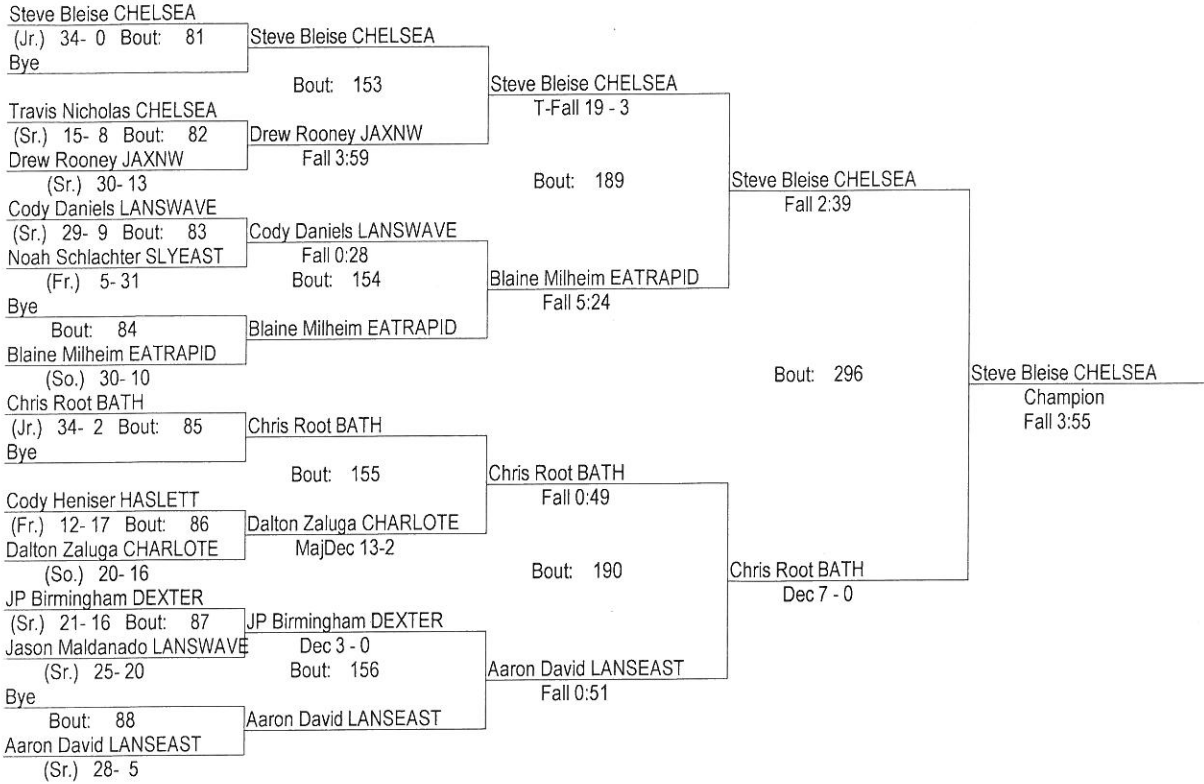 Steve Bleise CHELSEA
(Jr.) 34- 0 Bout: 81
Bye
Travis Nicholas CHELSEA
(Sr.) 15- 8 Bout: 82
Drew Rooney JAXNW
(Sr.) 30- 13
Cody Daniels LANSWAVE
(Sr.) 29- 9 Bout: 83
Noah Schlachter SLYEAST
(Fr.) 5- 31
Bye
Bout: 84
Blaine Milheim EATRAPID
(So.) 30- 10
Chris Root BATH
(Jr.) 34- 2 Bout: 85
Bye
Cody Heniser HASLETT
(Fr.) 12- 17 Bout: 86
Dalton Zaluga CHARLOTE
(So.) 20- 16
JP Birmingham DEXTER
(Sr.) 21- 16 Bout: 87
Jason Maldanado LANSWAVE
(Sr.) 25- 20
Bye
Bout: 88
Aaron David LANSEAST
(Sr.) 28- 5
Steve Bleise CHELSEA
Bout: 153
Drew Rooney JAXNW
Fall 3:59
Cody Daniels LANSWAVE
Fall 0:28
Bout: 154
Blaine Milheim EATRAPID
Chris Root BATH
Bout: 155
Dalton Zaluga CHARLOTE
MajDec 13-2
JP Birmingham DEXTER
Dec 3 - 0
Bout: 156
Aaron David LANSEAST
Steve Bleise CHELSEA
T-Fall 19 - 3
Bout: 189
Blaine Milheim EATRAPID
Fall 5:24
Chris Root BATH
Fall 0:49
Bout: 190
Aaron David LANSEAST
Fall 0:51
Steve Bleise CHELSEA
Fall 2:39
Bout: 296
Chris Root BATH
Dec 7 - 0
Steve Bleise CHELSEA
Champion
Fall 3:55